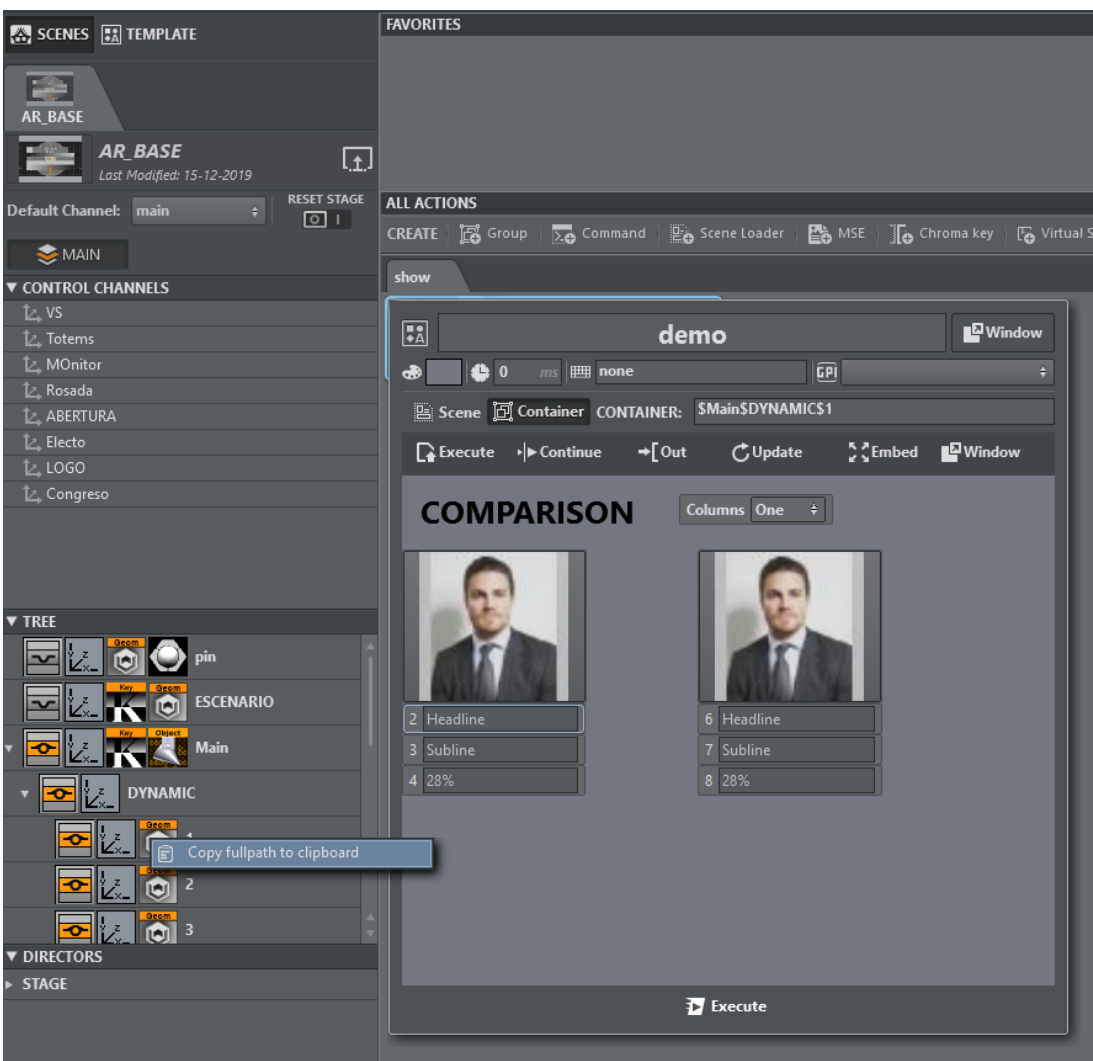 SCENES TEMPLATE
AR_BASE
AR_BASE
Last Modified: 15-12-2019
Default Channel: main
RESET STAGE
MAIN
CONTROL CHANNELS
VS
Totems
MOnitor
Rosada
ABERTURA
Electo
LOGO
Congreso
TREE
Geom
pin
Key Geom
ESCENARIO
Key Object
Main
DYNAMIC
Geom
1
Copy fullpath to clipboard
Geom
2
Geom
3
DIRECTORS
STAGE
FAVORITES
ALL ACTIONS
CREATE Group Command Scene Loader MSE Chroma key Virtual S
show
demo
Window
0 ms none GPI
Scene Container CONTAINER: $Main$DYNAMIC$1
Execute Continue Out Update Embed Window
COMPARISON Columns One
2 Headline 6 Headline
3 Subline 7 Subline
4 28% 8 28%
Execute